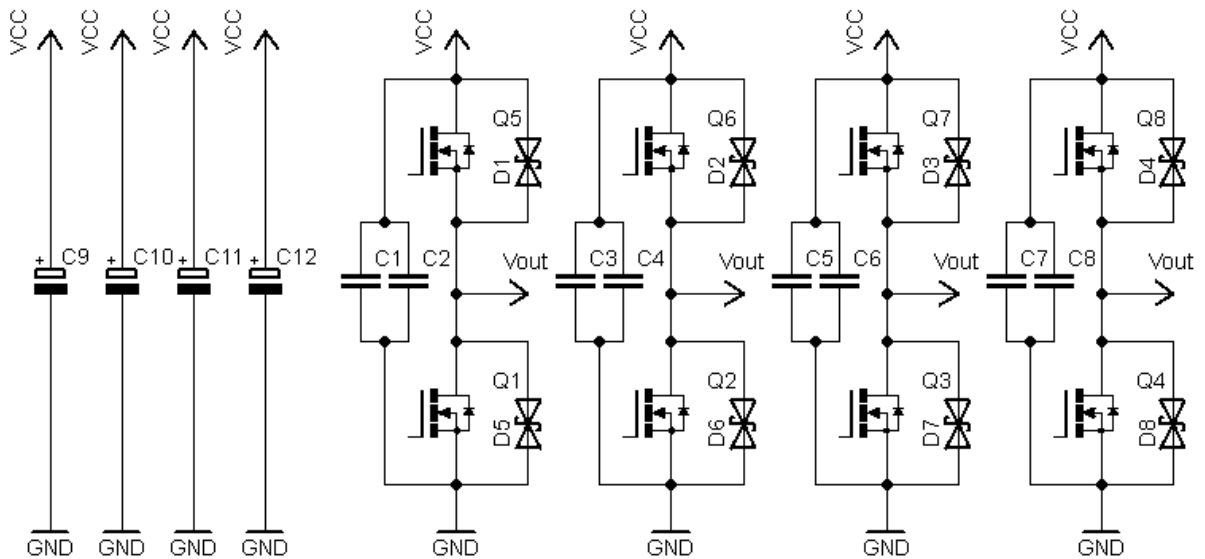 VCC VCC VCC VCC VCC VCC VCC VCC
Q5 Q6 Q7 Q8
D1 D2 D3 D4
+ C9 + C10 + C11 + C12 C1 C2 Vout C3 C4 Vout C5 C6 Vout C7 C8 Vout
Q1 Q2 Q3 Q4
D5 D6 D7 D8
GND GND GND GND GND GND GND GND